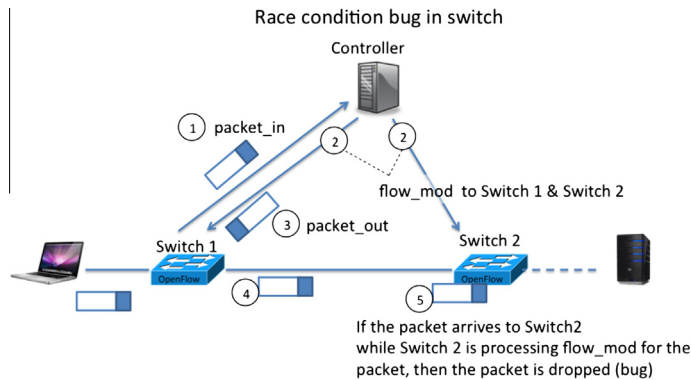 Race condition bug in switch
Controller
1
packet_in
2
2
flow_mod to Switch 1 & Switch 2
3
packet_out
Switch 1
Switch 2
OpenFlow
OpenFlow
4
5
If the packet arrives to Switch2
while Switch 2 is processing flow_mod for the
packet, then the packet is dropped (bug)